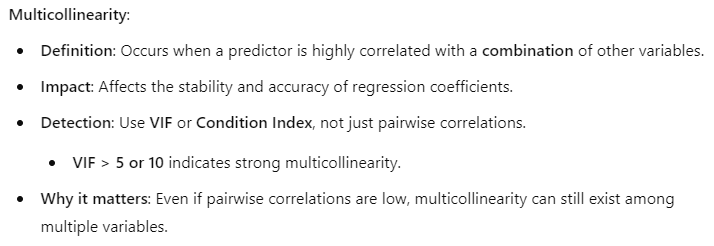 Multicollinearity:
• Definition: Occurs when a predictor is highly correlated with a combination of other variables.
• Impact: Affects the stability and accuracy of regression coefficients.
• Detection: Use VIF or Condition Index, not just pairwise correlations.
• VIF > 5 or 10 indicates strong multicollinearity.
• Why it matters: Even if pairwise correlations are low, multicollinearity can still exist among
multiple variables.